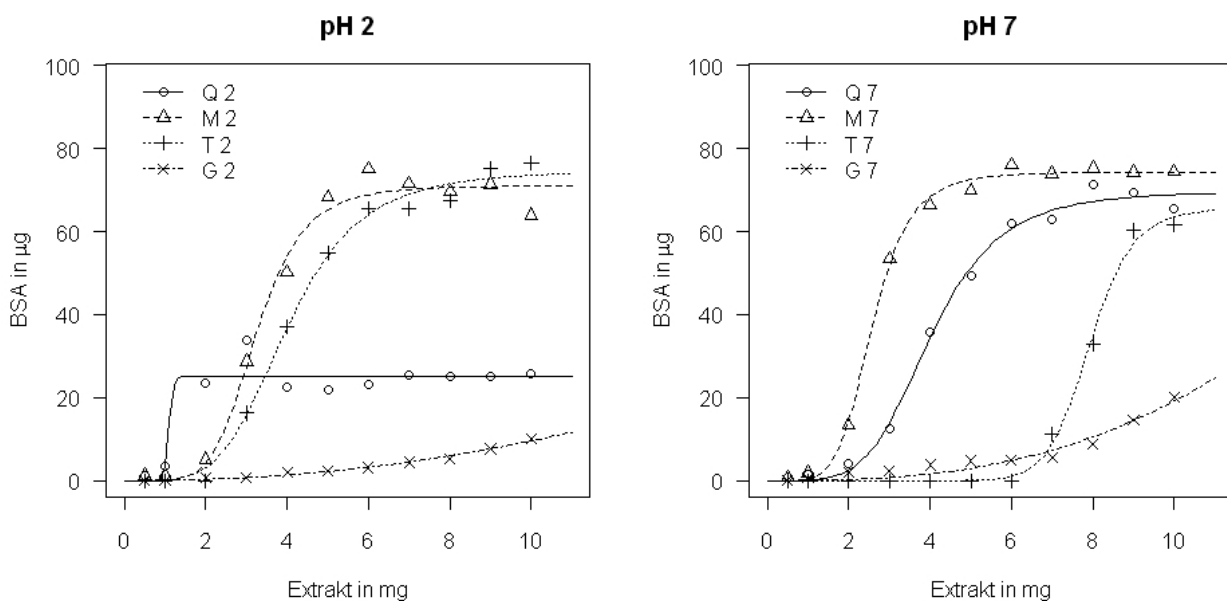 pH 2
100
80
60
40
20
0
BSA in µg
Q 2
M 2
T 2
G 2
0 2 4 6 8 10
Extrakt in mg
pH 7
100
80
60
40
20
0
BSA in µg
Q 7
M 7
T 7
G 7
0 2 4 6 8 10
Extrakt in mg